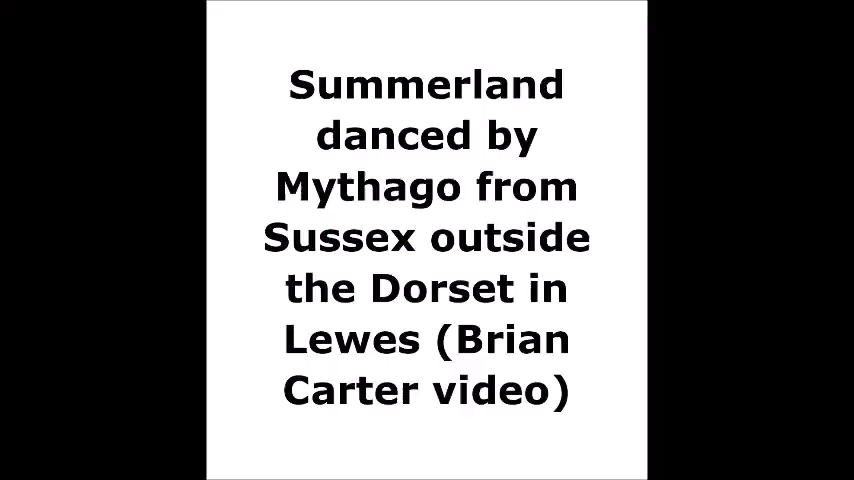 Summerland
danced by
Mythago from
Sussex outside
the Dorset in
Lewes (Brian
Carter video)